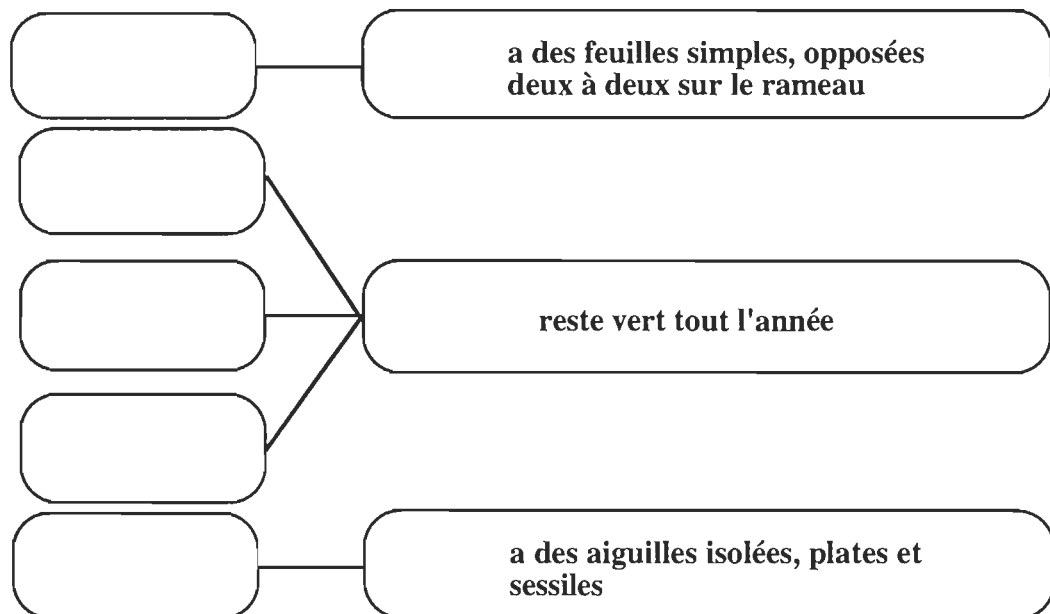 a des feuilles simples, opposées
deux à deux sur le rameau
reste vert tout l'année
a des aiguilles isolées, plates et
sessiles